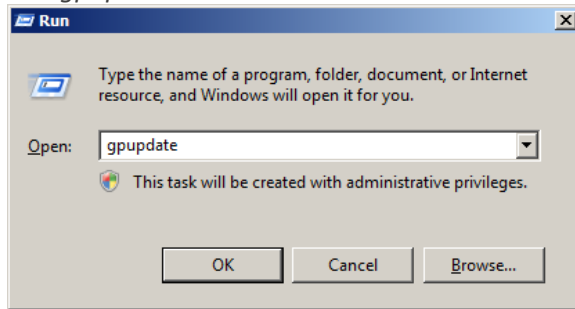 Run
Type the name of a program, folder, document, or Internet
resource, and Windows will open it for you.
Open: gpupdate
This task will be created with administrative privileges.
OK Cancel Browse...